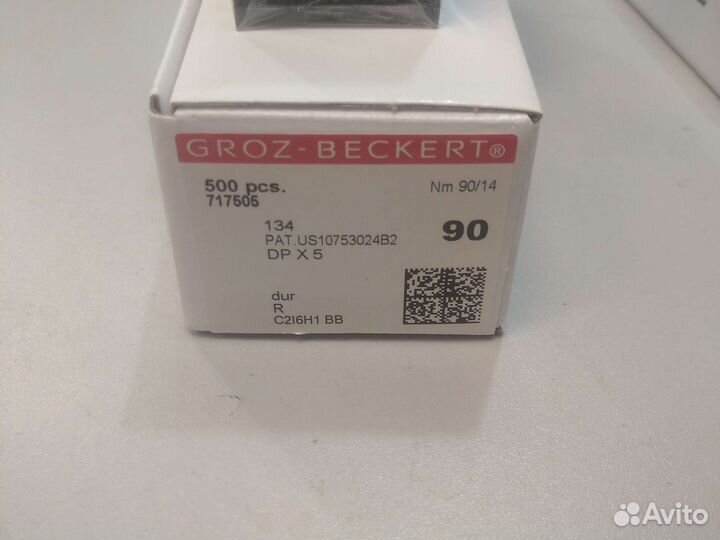 GROZ-BECKERT®
500 pcs.
Nm 90/14
717505
134
90
PAT.US10753024B2
DP X 5
dur
R
C2I6H1 BB
Avito